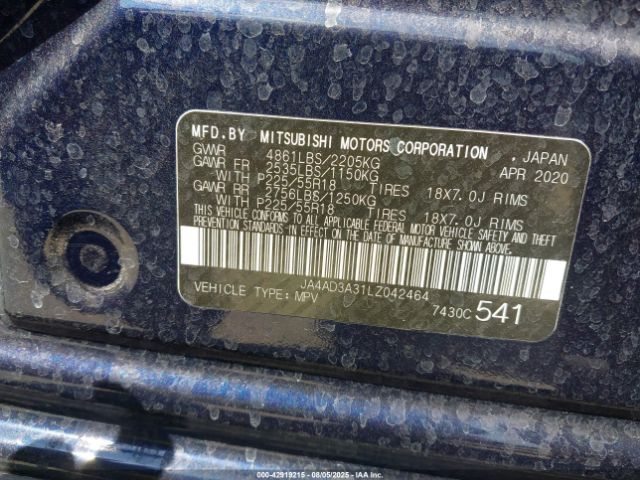 MFD.BY MITSUBISHI MOTORS CORPORATION , JAPAN
GVWR 4861LBS/2205KG APR 2020
GAWR FR 2535LBS/1150KG
WITH P225/55R18 TIRES 18X7.0J RIMS
GAWR RR 2756LBS/1250KG
WITH P225/55R18 TIRES 18X7.0J RIMS
THIS VEHICLE CONFORMS TO ALL APPLICABLE FEDERAL MOTOR VEHICLE SAFETY AND THEFT
PREVENTION STANDARDS IN EFFECT ON THE DATE OF MANUFACTURE SHOWN ABOVE.
JA4AD3A31LZ042464
VEHICLE TYPE: MPV 7430C 541
000-42919215 - 08/05/2025 - IAAI.COM